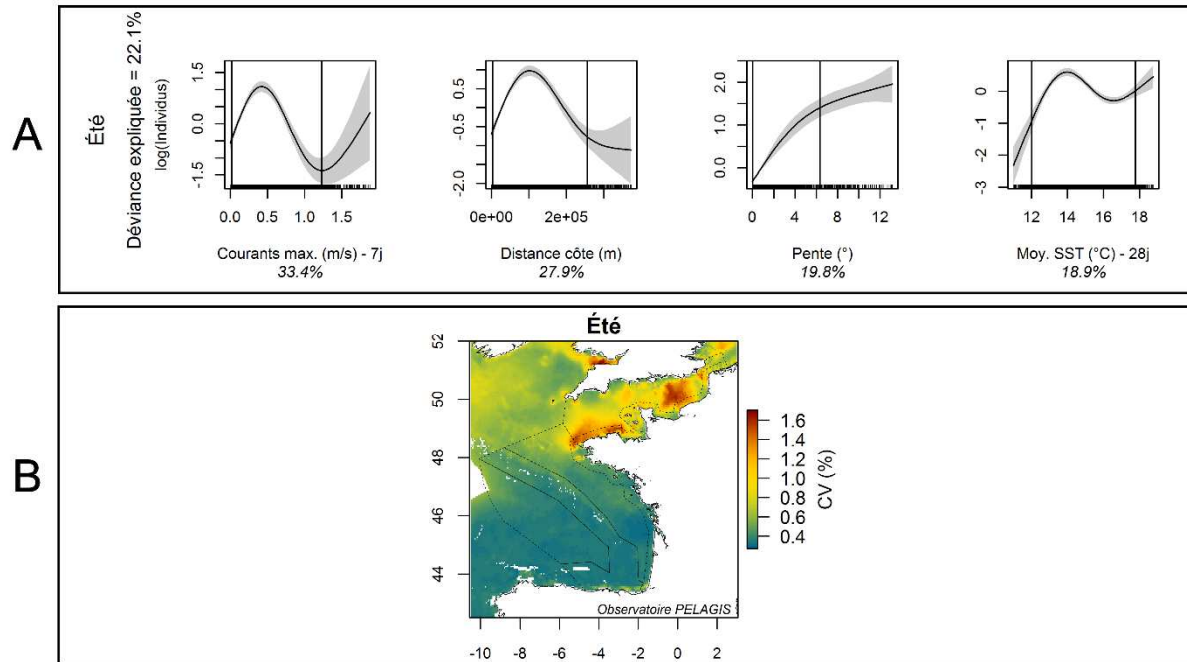 A
Été
Déviance expliquée = 22.1%
log(Individus)
1.5
0.0
-1.5
0.0 0.5 1.0 1.5
Courants max. (m/s) - 7j
33.4%
0.5
-0.5
-2.0
0e+00 2e+05
Distance côte (m)
27.9%
2.0
1.0
0.0
0 4 8 12
Pente (°)
19.8%
0
-1
-2
-3
12 14 16 18
Moy. SST (°C) - 28j
18.9%
B
Été
52
50
48
46
44
-10 -8 -6 -4 -2 0 2
Observatoire PELAGIS
1.6
1.4
1.2
1.0
0.8
0.6
0.4
CV (%)